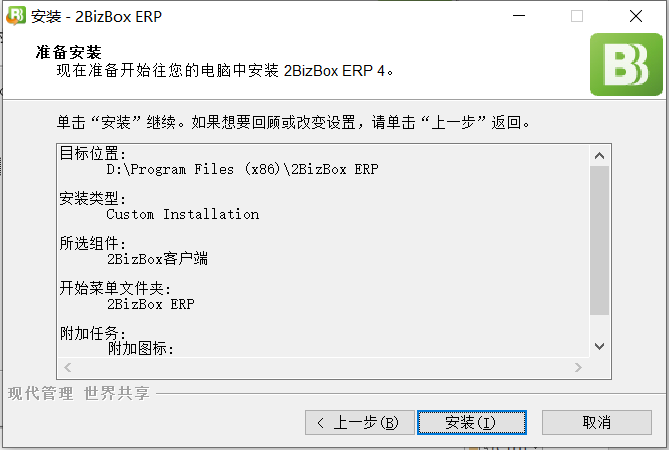 安装 - 2BizBox ERP
准备安装
现在准备开始往您的电脑中安装 2BizBox ERP 4。
单击“安装”继续。如果想要回顾或改变设置，请单击“上一步”返回。
目标位置:
D:\Program Files (x86)\2BizBox ERP
安装类型:
Custom Installation
所选组件:
2BizBox客户端
开始菜单文件夹:
2BizBox ERP
附加任务:
附加图标:
现代管理 世界共享
< 上一步(B)
安装(I)
取消